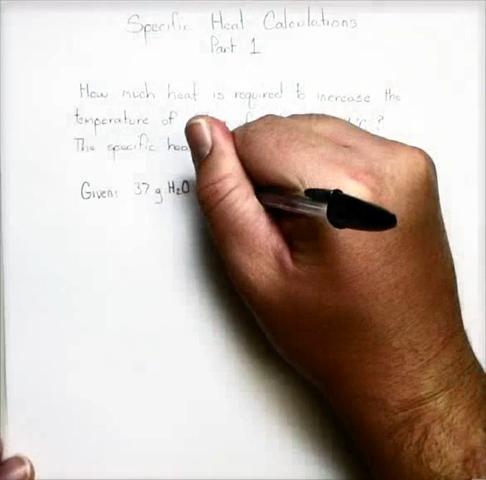 Specific Heat Calculations
Part 1
How much heat is required to increase the
temperature of °C ?
The specific
Given: 37 g H₂O